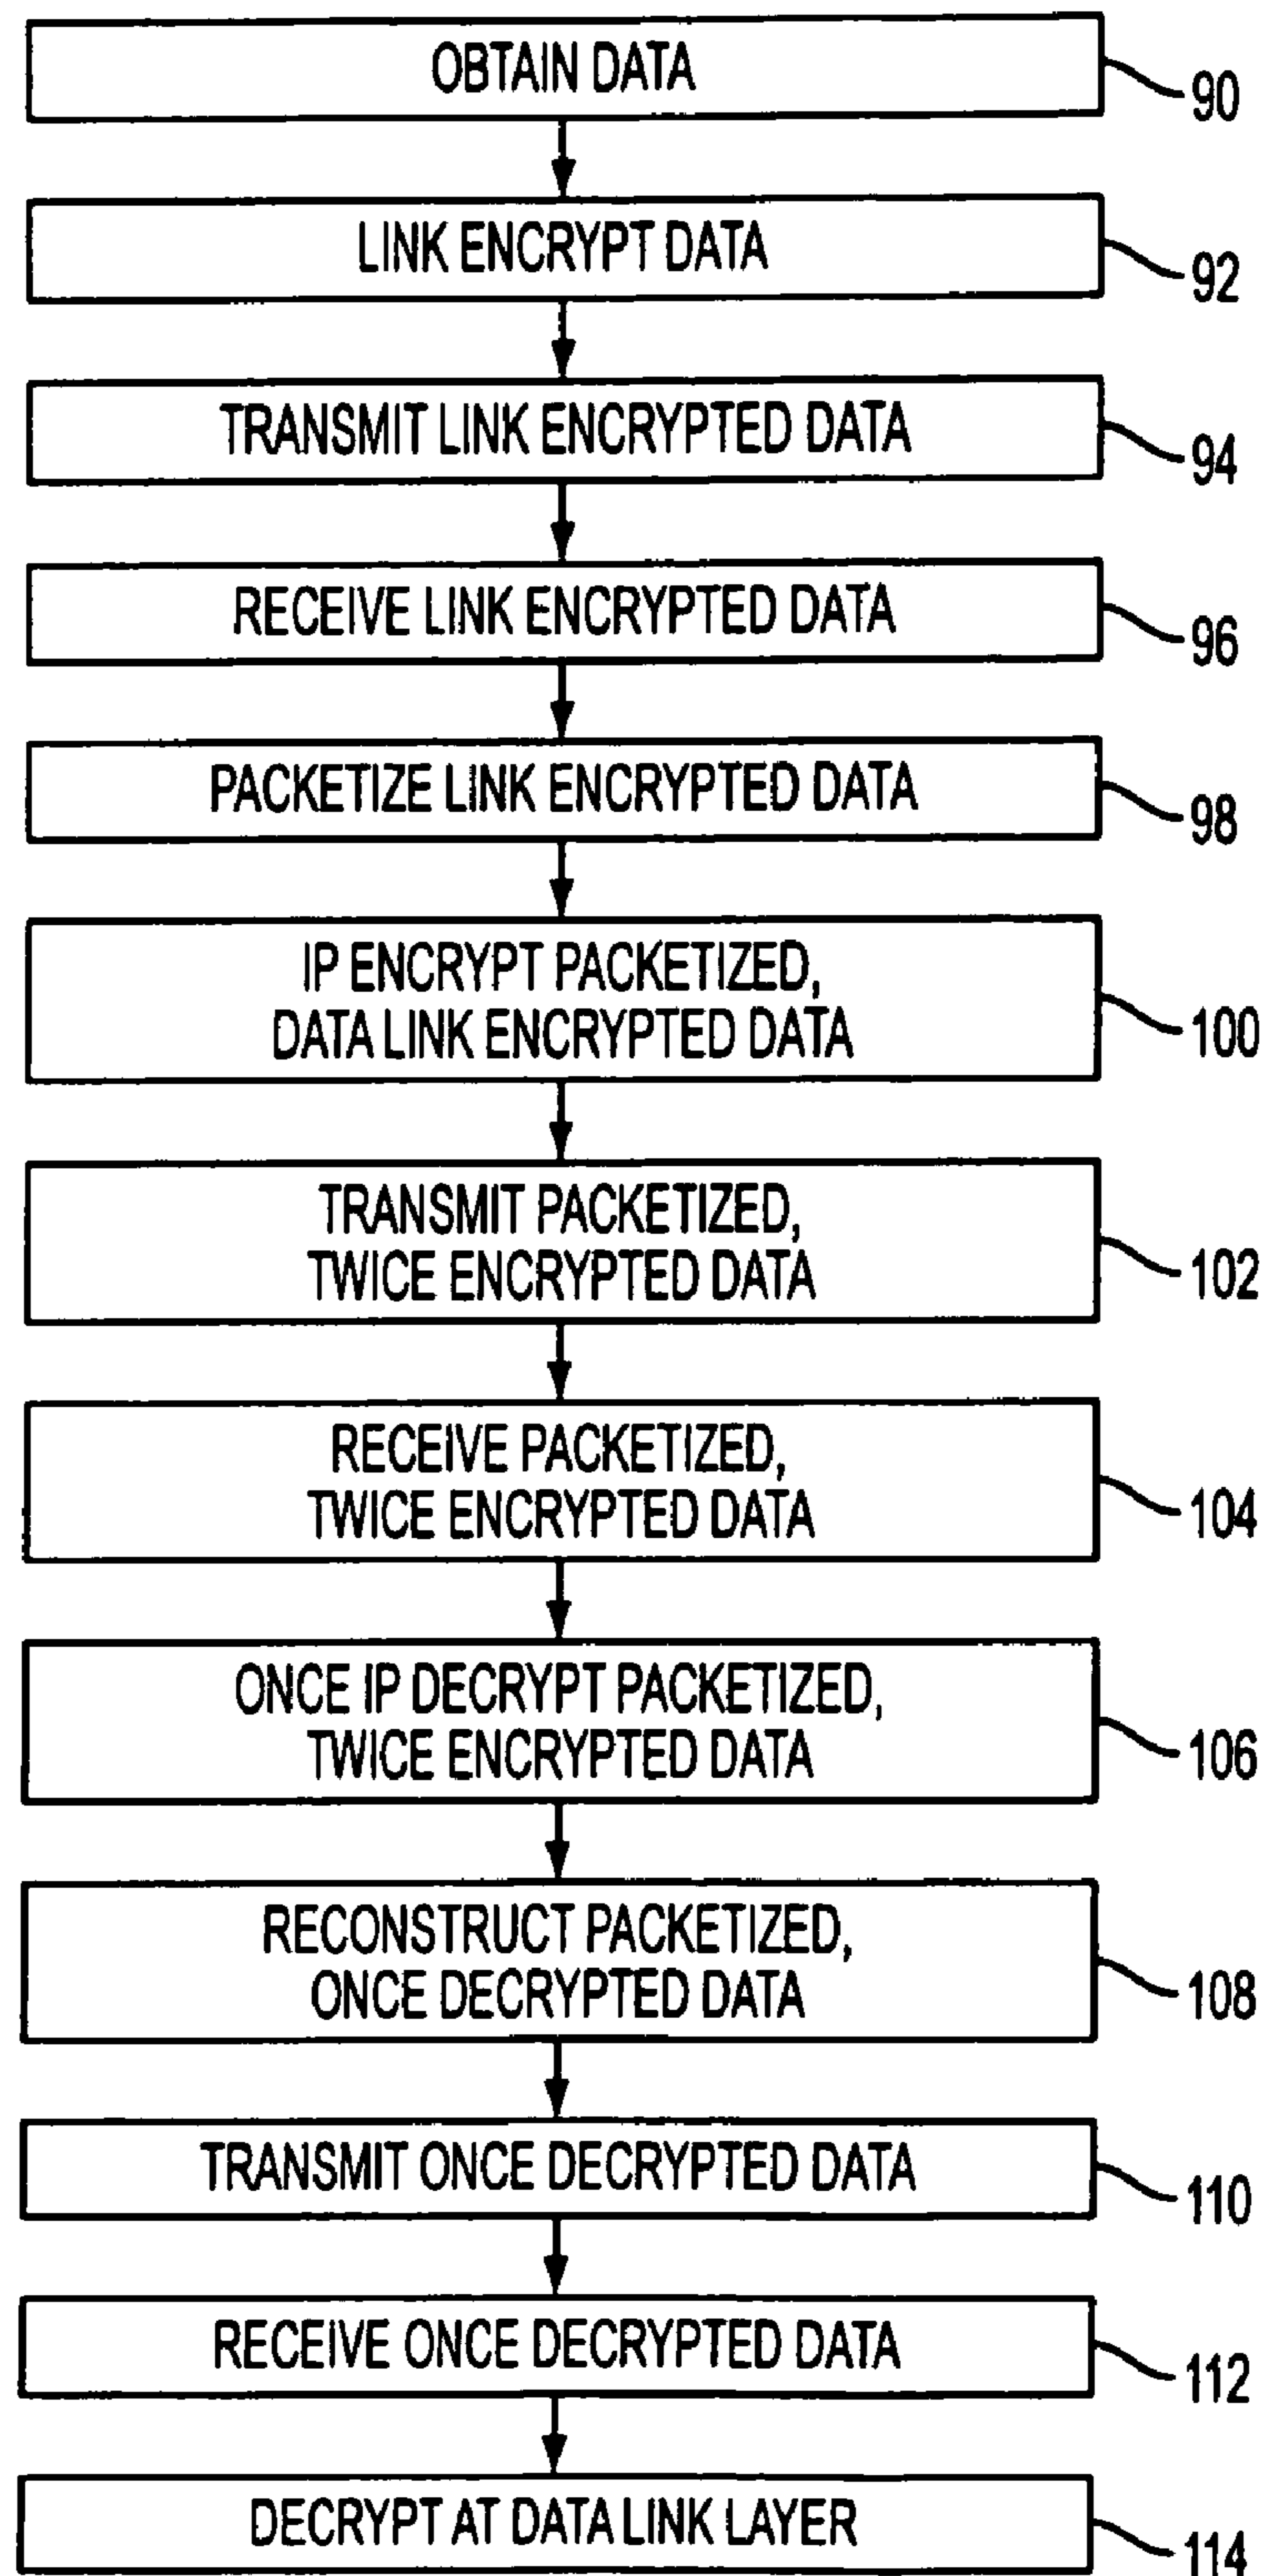 OBTAIN DATA
90
LINK ENCRYPT DATA
92
TRANSMIT LINK ENCRYPTED DATA
94
RECEIVE LINK ENCRYPTED DATA
96
PACKETIZE LINK ENCRYPTED DATA
98
IP ENCRYPT PACKETIZED,
DATA LINK ENCRYPTED DATA
100
TRANSMIT PACKETIZED,
TWICE ENCRYPTED DATA
102
RECEIVE PACKETIZED,
TWICE ENCRYPTED DATA
104
ONCE IP DECRYPT PACKETIZED,
TWICE ENCRYPTED DATA
106
RECONSTRUCT PACKETIZED,
ONCE DECRYPTED DATA
108
TRANSMIT ONCE DECRYPTED DATA
110
RECEIVE ONCE DECRYPTED DATA
112
DECRYPT AT DATA LINK LAYER
114